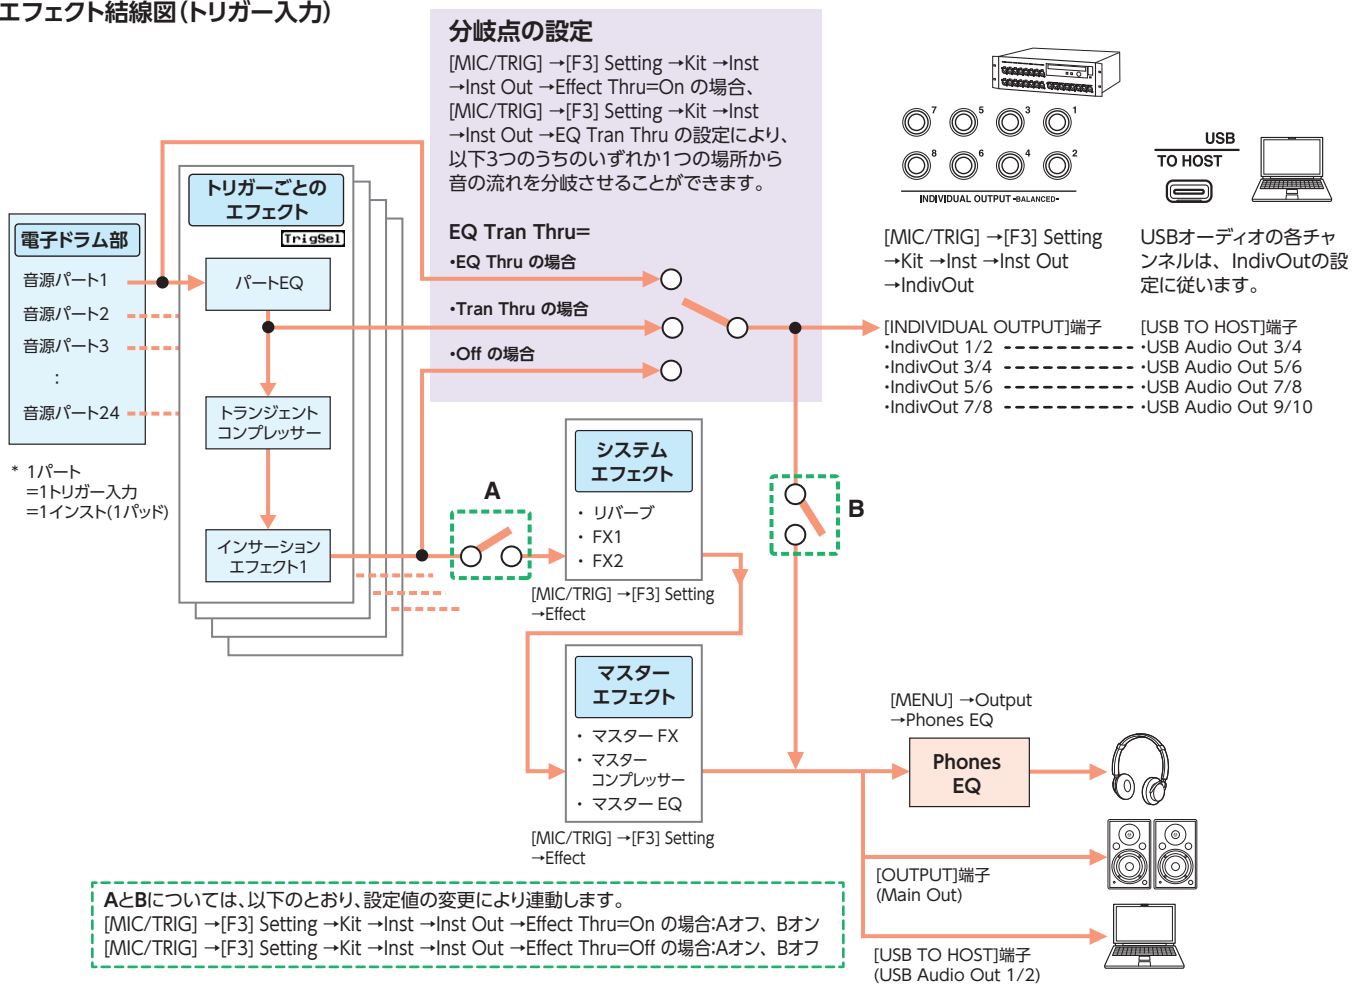 エフェクト結線図（トリガー入力）
分岐点の設定
[MIC/TRIG] →[F3] Setting →Kit →Inst
→Inst Out →Effect Thru=On の場合、
[MIC/TRIG] →[F3] Setting →Kit →Inst
→Inst Out →EQ Tran Thru の設定により、
以下3つのうちのいずれか1つの場所から
音の流れを分岐させることができます。
EQ Tran Thru=
・EQ Thru の場合
・Tran Thru の場合
・Off の場合
トリガーごとの
エフェクト
TrigSel
電子ドラム部
音源パート1
音源パート2
音源パート3
：
音源パート24
* 1パート
=1トリガー入力
=1インスト(1パッド)
パートEQ
トランジェント
コンプレッサー
インサーション
エフェクト1
A
システム
エフェクト
・ リバーブ
・ FX1
・ FX2
[MIC/TRIG] →[F3] Setting
→Effect
B
マスター
エフェクト
・ マスター FX
・ マスター
コンプレッサー
・ マスター EQ
[MIC/TRIG] →[F3] Setting
→Effect
7 5 3 1
8 6 4 2
INDIVIDUAL OUTPUT -BALANCED-
USB
TO HOST
[MIC/TRIG] →[F3] Setting
→Kit →Inst →Inst Out
→IndivOut
USBオーディオの各チャ
ンネルは、IndivOutの設
定に従います。
[INDIVIDUAL OUTPUT]端子 [USB TO HOST]端子
・IndivOut 1/2 ・USB Audio Out 3/4
・IndivOut 3/4 ・USB Audio Out 5/6
・IndivOut 5/6 ・USB Audio Out 7/8
・IndivOut 7/8 ・USB Audio Out 9/10
[MENU] →Output
→Phones EQ
Phones
EQ
[OUTPUT]端子
(Main Out)
[USB TO HOST]端子
(USB Audio Out 1/2)
AとBについては、以下のとおり、設定値の変更により連動します。
[MIC/TRIG] →[F3] Setting →Kit →Inst →Inst Out →Effect Thru=On の場合:Aオフ、Bオン
[MIC/TRIG] →[F3] Setting →Kit →Inst →Inst Out →Effect Thru=Off の場合:Aオン、Bオフ